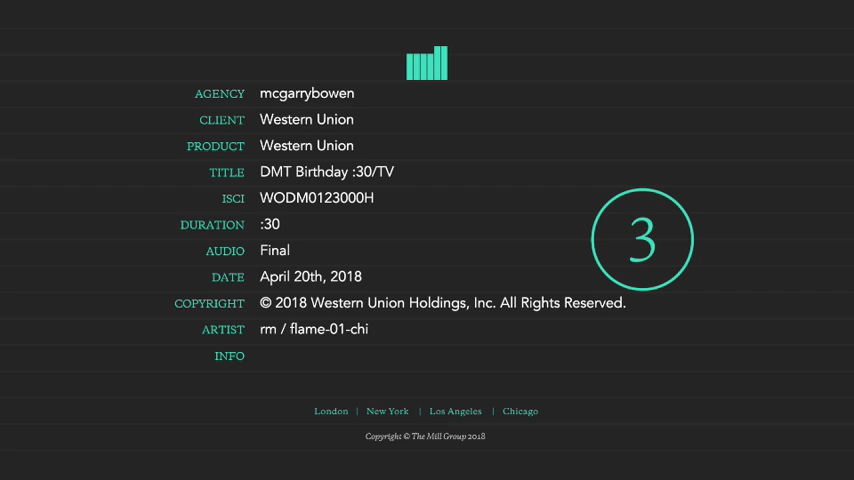 AGENCY mcgarrybowen
CLIENT Western Union
PRODUCT Western Union
TITLE DMT Birthday :30/TV
ISCI WODM0123000H
DURATION :30
3
AUDIO Final
DATE April 20th, 2018
COPYRIGHT © 2018 Western Union Holdings, Inc. All Rights Reserved.
ARTIST rm / flame-01-chi
INFO
London | New York | Los Angeles | Chicago
Copyright © The Mill Group 2018